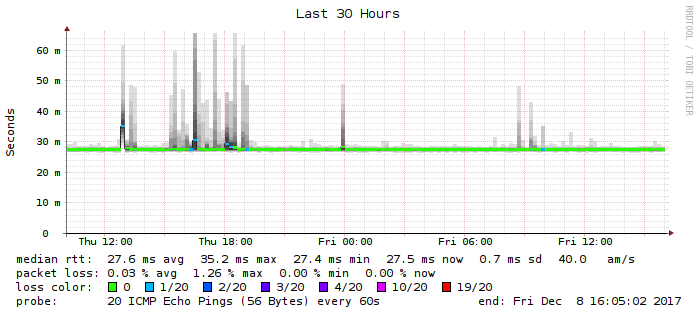 Last 30 Hours
RRDTOOL / TOBI OETIKER
Seconds
60 m
50 m
40 m
30 m
20 m
10 m
0
Thu 12:00 Thu 18:00 Fri 00:00 Fri 06:00 Fri 12:00
median rtt: 27.6 ms avg 35.2 ms max 27.4 ms min 27.5 ms now 0.7 ms sd 40.0 am/s
packet loss: 0.03 % avg 1.26 % max 0.00 % min 0.00 % now
loss color: 0 1/20 2/20 3/20 4/20 10/20 19/20
probe: 20 ICMP Echo Pings (56 Bytes) every 60s end: Fri Dec 8 16:05:02 2017